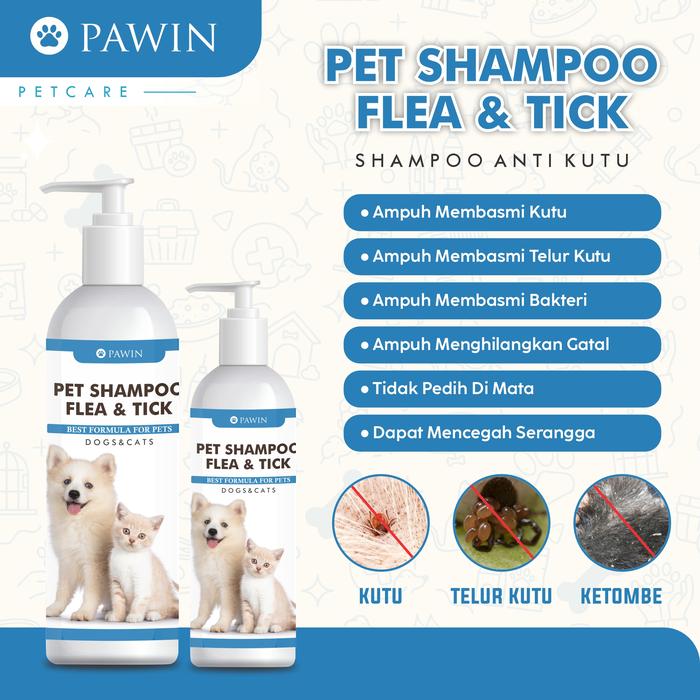 PAWIN
PETCARE
PET SHAMPOO
FLEA & TICK
SHAMPOO ANTI KUTU
• Ampuh Membasmi Kutu
• Ampuh Membasmi Telur Kutu
• Ampuh Membasmi Bakteri
• Ampuh Menghilangkan Gatal
• Tidak Pedih Di Mata
• Dapat Mencegah Serangga
KUTU
TELUR KUTU
KETOMBE
PAWIN
PET SHAMPOO
FLEA & TICK
BEST FORMULA FOR PETS
DOGS&CATS
PAWIN
PET SHAMPOO
FLEA & TICK
BEST FORMULA FOR PETS
DOGS&CATS